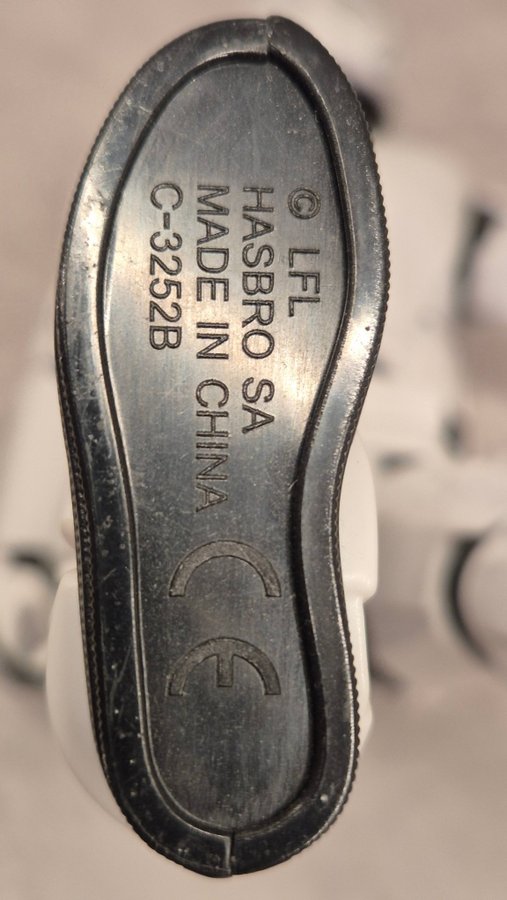 © LFL
HASBRO SA
MADE IN CHINA
C-3252B
CE